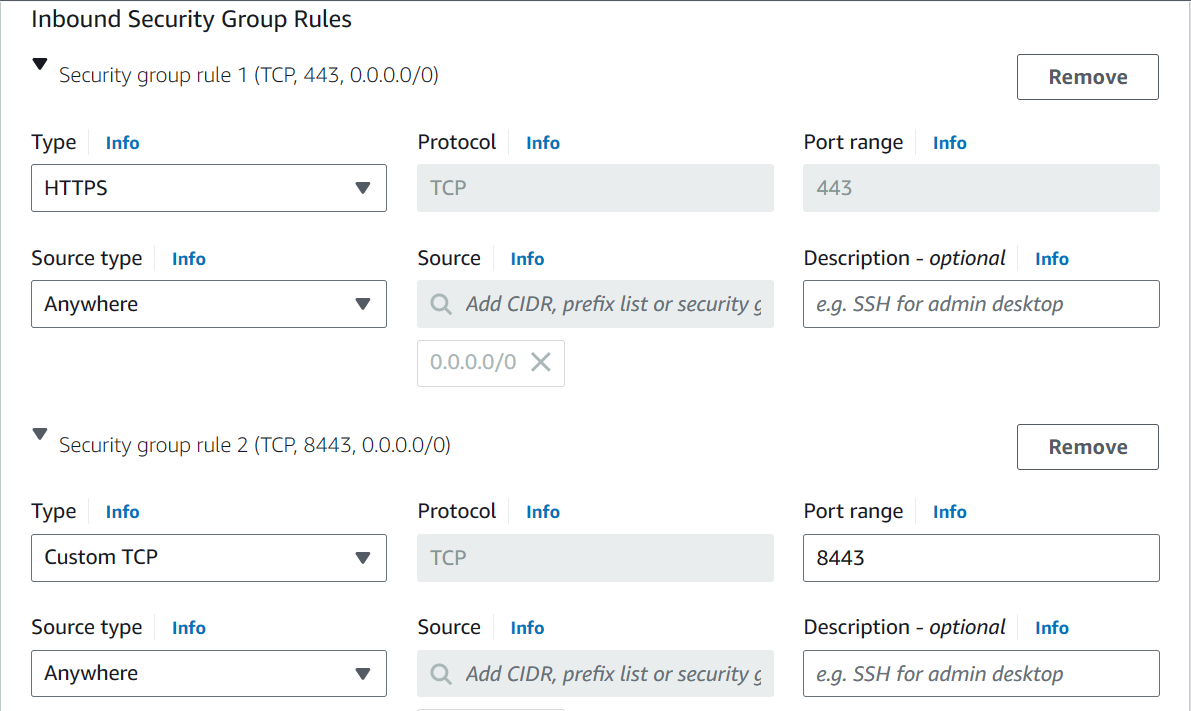 Inbound Security Group Rules
Security group rule 1 (TCP, 443, 0.0.0.0/0)
Remove
Type Info
Protocol Info
Port range Info
HTTPS
TCP
443
Source type Info
Source Info
Description - optional Info
Anywhere
Add CIDR, prefix list or security g
e.g. SSH for admin desktop
0.0.0.0/0
Security group rule 2 (TCP, 8443, 0.0.0.0/0)
Remove
Type Info
Protocol Info
Port range Info
Custom TCP
TCP
8443
Source type Info
Source Info
Description - optional Info
Anywhere
Add CIDR, prefix list or security g
e.g. SSH for admin desktop